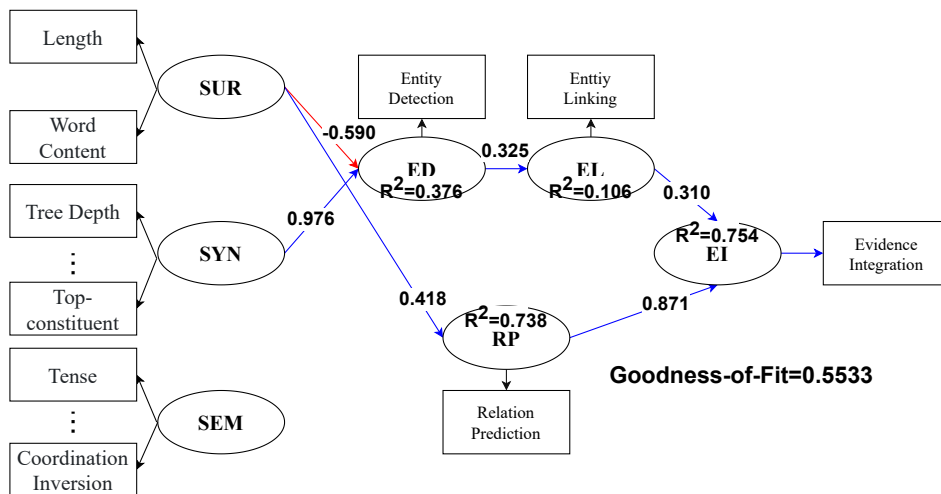 Length
Word
Content
SUR
Entity
Detection
Enttiy
Linking
-0.590
0.325
ED
R²=0.376
EL
R²=0.106
Tree Depth
⋮
Top-
constituent
SYN
0.976
0.310
R²=0.754
EI
Evidence
Integration
0.418
0.871
R²=0.738
RP
Goodness-of-Fit=0.5533
Relation
Prediction
Tense
⋮
Coordination
Inversion
SEM